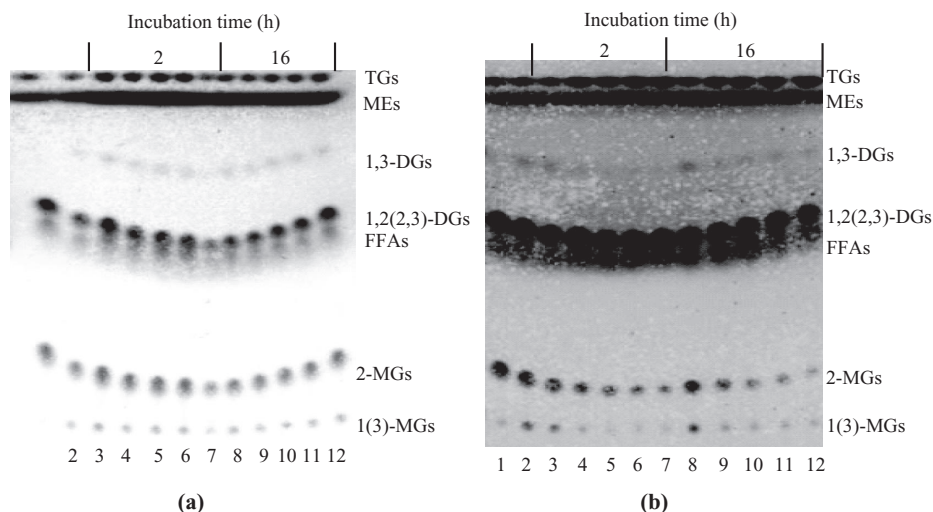 Incubation time (h)
2 16
TGs
MEs
1,3-DGs
1,2(2,3)-DGs
FFAs
2-MGs
1(3)-MGs
2 3 4 5 6 7 8 9 10 11 12
(a)
Incubation time (h)
2 16
TGs
MEs
1,3-DGs
1,2(2,3)-DGs
FFAs
2-MGs
1(3)-MGs
1 2 3 4 5 6 7 8 9 10 11 12
(b)